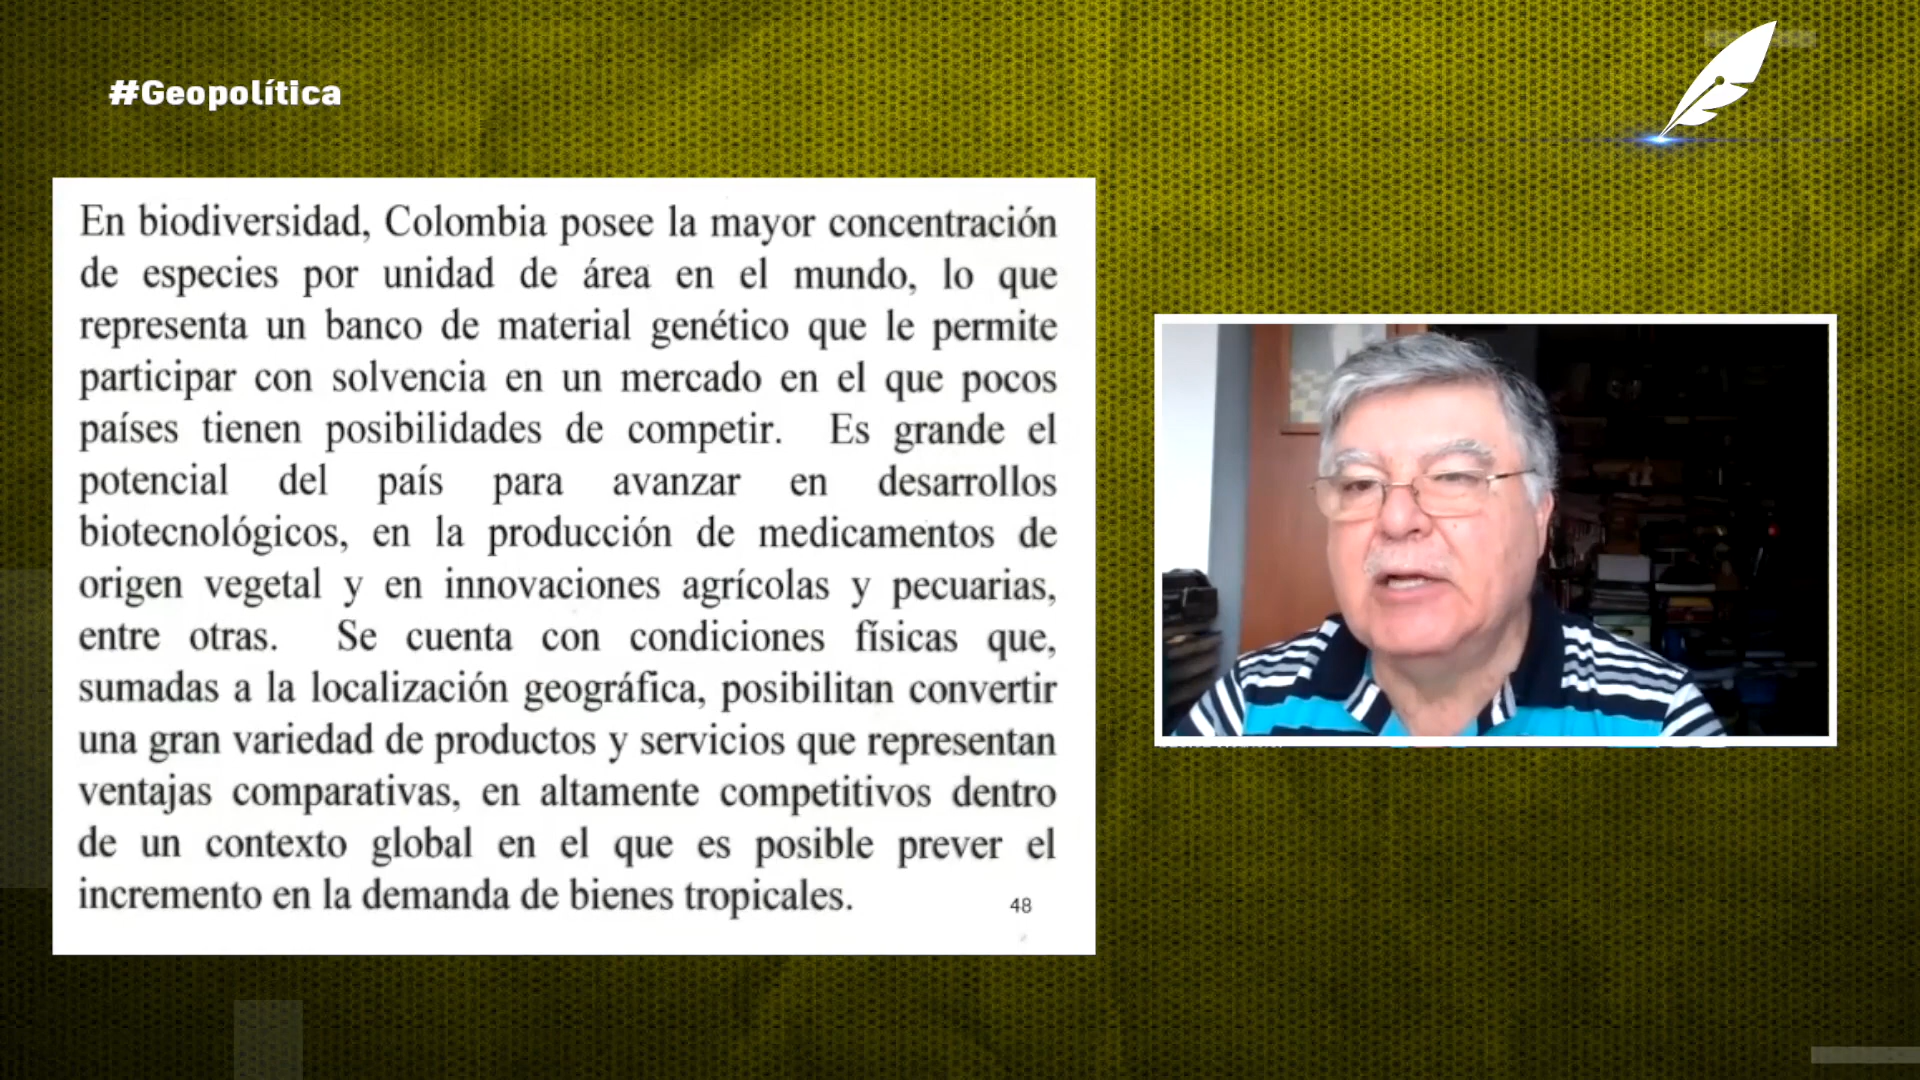 #Geopolítica
En biodiversidad, Colombia posee la mayor concentración
de especies por unidad de área en el mundo, lo que
representa un banco de material genético que le permite
participar con solvencia en un mercado en el que pocos
países tienen posibilidades de competir. Es grande el
potencial del país para avanzar en desarrollos
biotecnológicos, en la producción de medicamentos de
origen vegetal y en innovaciones agrícolas y pecuarias,
entre otras. Se cuenta con condiciones físicas que,
sumadas a la localización geográfica, posibilitan convertir
una gran variedad de productos y servicios que representan
ventajas comparativas, en altamente competitivos dentro
de un contexto global en el que es posible prever el
incremento en la demanda de bienes tropicales.
48